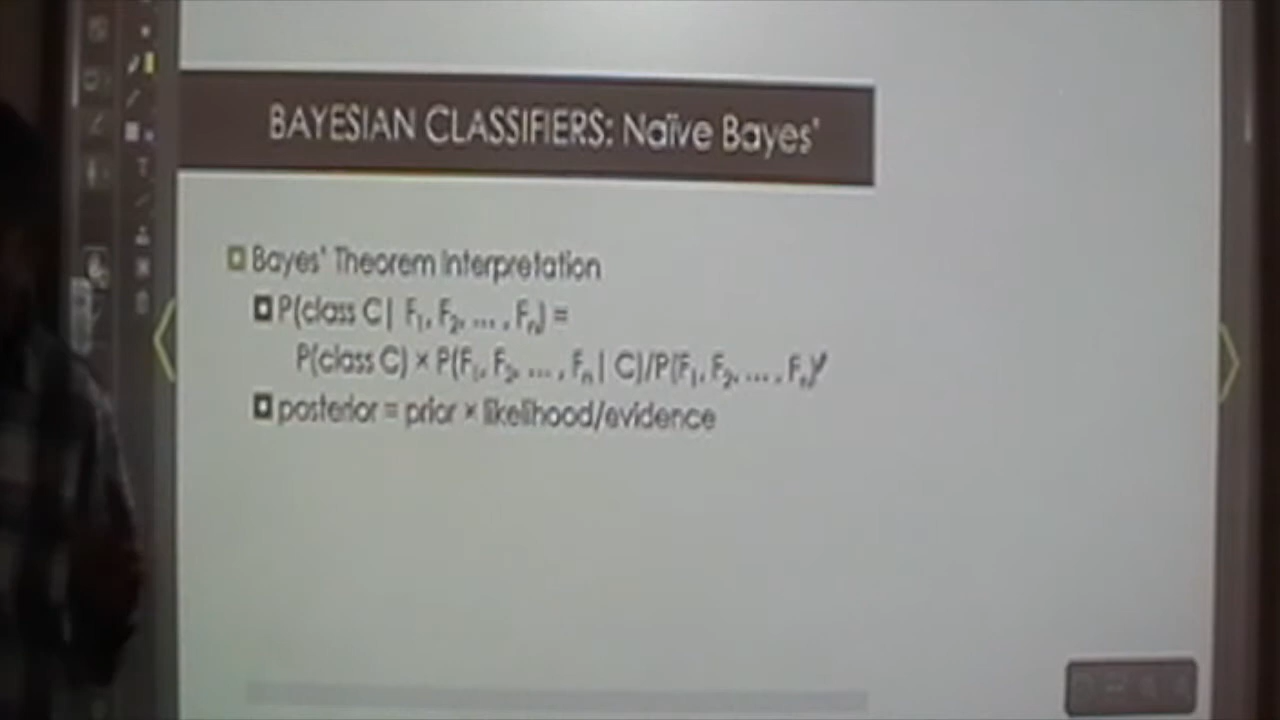 BAYESIAN CLASSIFIERS: Naïve Bayes'
Bayes' Theorem Interpretation
P(class C| F₁, F₂, ... , Fₙ) =
P(class C) × P(F₁, F₂, ... , Fₙ | C)/P(F₁, F₂, ... , Fₙ)
posterior = prior × likelihood/evidence